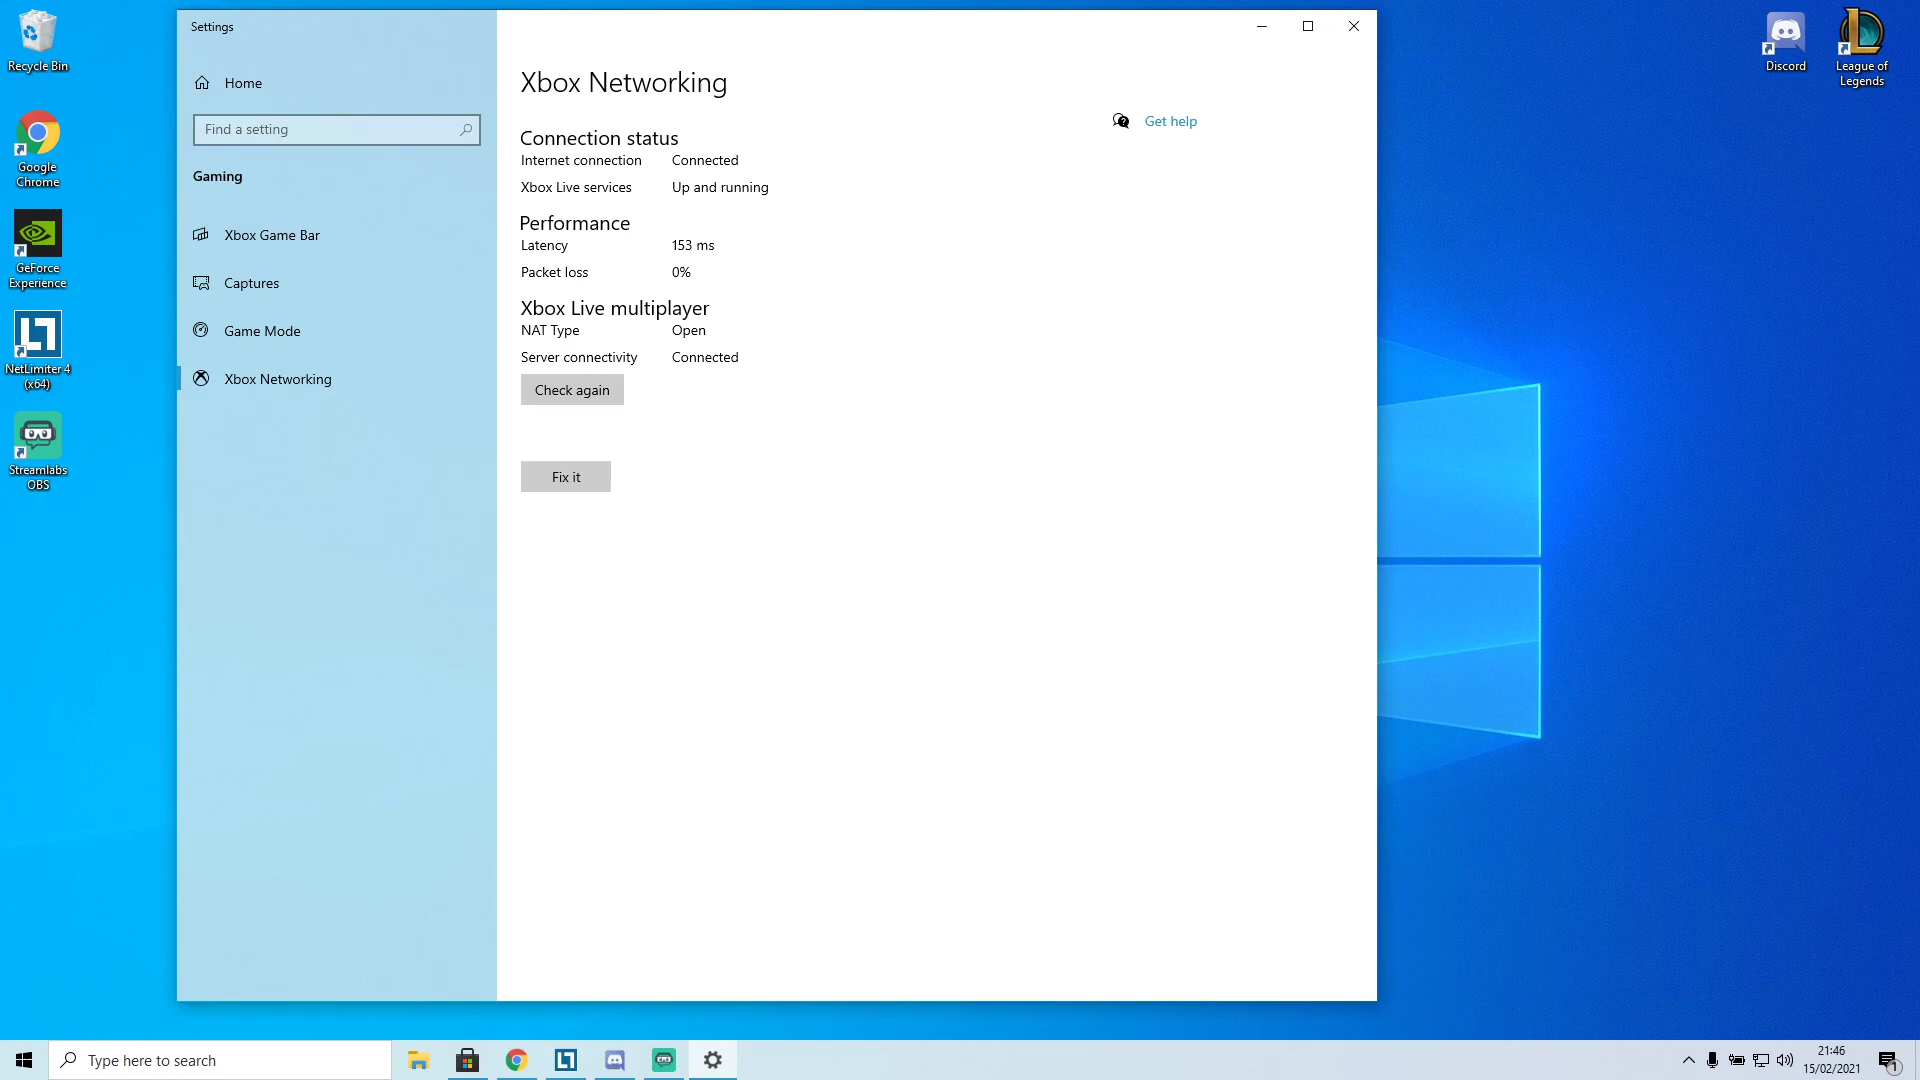 Recycle Bin
Google
Chrome
GeForce
Experience
NetLimiter 4
(x64)
Streamlabs
OBS
Settings
Home
Find a setting
Gaming
Xbox Game Bar
Captures
Game Mode
Xbox Networking
Xbox Networking
Get help
Connection status
Internet connection Connected
Xbox Live services Up and running
Performance
Latency 153 ms
Packet loss 0%
Xbox Live multiplayer
NAT Type Open
Server connectivity Connected
Check again
Fix it
Discord
League of
Legends
Type here to search
21:46
15/02/2021
1